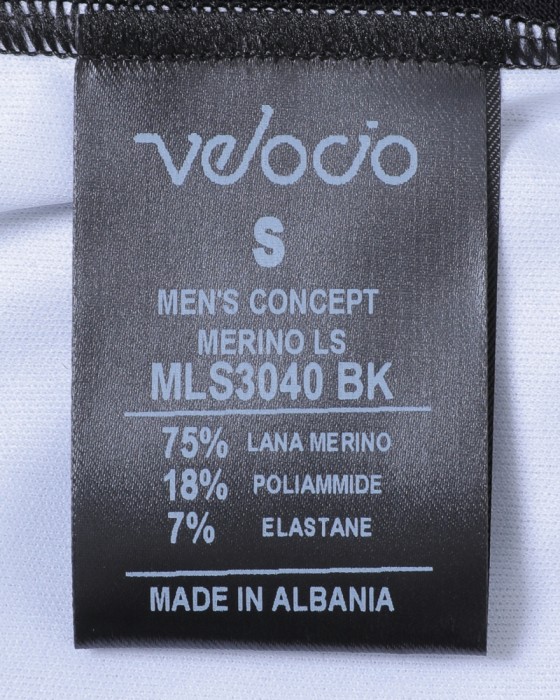 velocio
S
MEN'S CONCEPT
MERINO LS
MLS3040 BK
75% LANA MERINO
18% POLIAMMIDE
7% ELASTANE
MADE IN ALBANIA